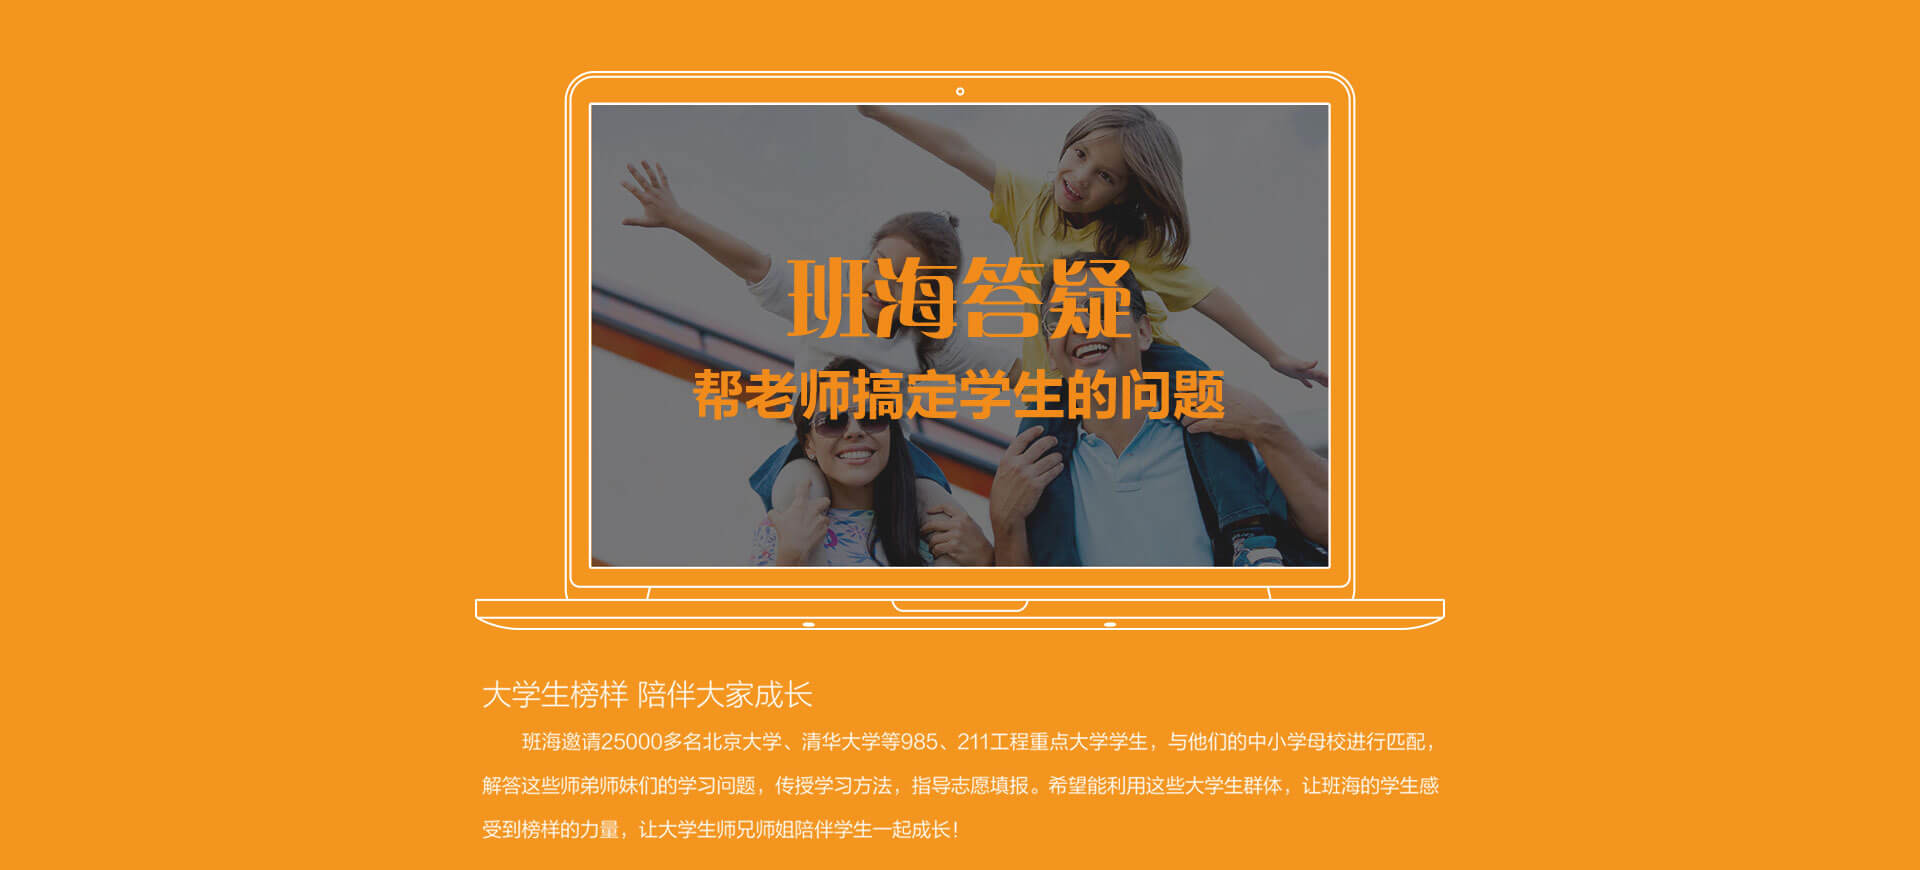 班海答疑
帮老师搞定学生的问题
大学生榜样 陪伴大家成长
班海邀请25000多名北京大学、清华大学等985、211工程重点大学学生，与他们的中小学母校进行匹配，
解答这些师弟师妹们的学习问题，传授学习方法，指导志愿填报。希望能利用这些大学生群体，让班海的学生感
受到榜样的力量，让大学生师兄师姐陪伴学生一起成长！